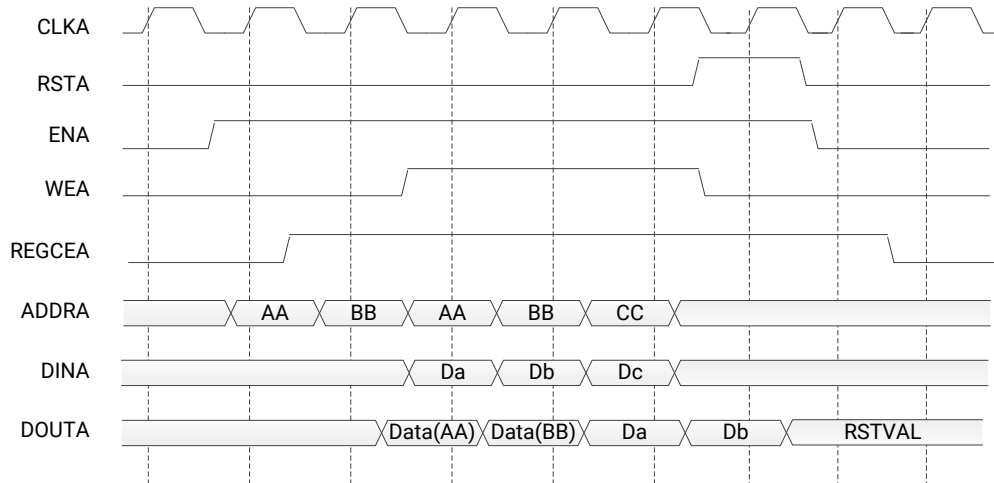 CLKA
RSTA
ENA
WEA
REGCEA
ADDRA AA BB AA BB CC
DINA Da Db Dc
DOUTA Data(AA) Data(BB) Da Db RSTVAL